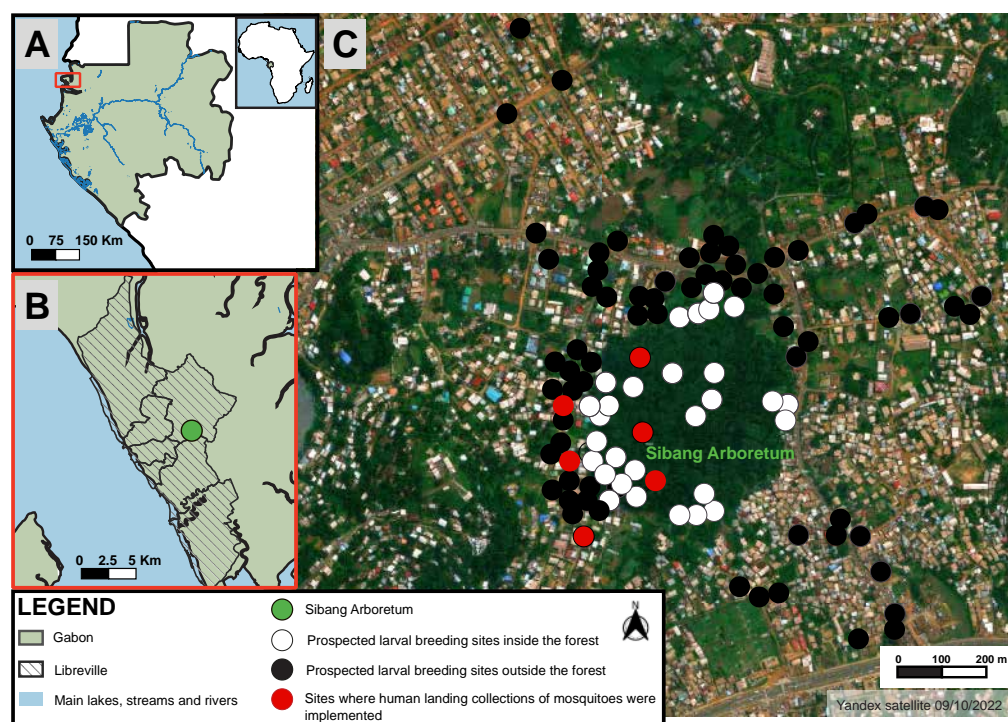 A
0 75 150 Km
B
0 2.5 5 Km
C
Sibang Arboretum
0 100 200 m
Yandex satellite 09/10/2022
LEGEND
Gabon
Libreville
Main lakes, streams and rivers
Sibang Arboretum
Prospected larval breeding sites inside the forest
Prospected larval breeding sites outside the forest
Sites where human landing collections of mosquitoes were
implemented
N